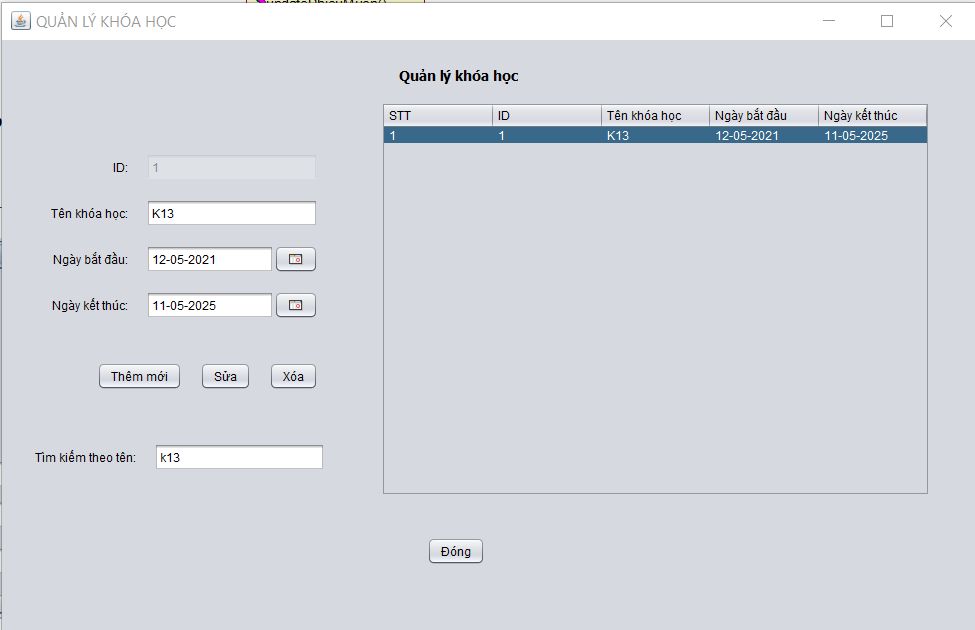 QUẢN LÝ KHÓA HỌC
Quản lý khóa học
STT ID Tên khóa học Ngày bắt đầu Ngày kết thúc
1 1 K13 12-05-2021 11-05-2025
ID: 1
Tên khóa học: K13
Ngày bắt đầu: 12-05-2021
Ngày kết thúc: 11-05-2025
Thêm mới Sửa Xóa
Tìm kiếm theo tên: k13
Đóng